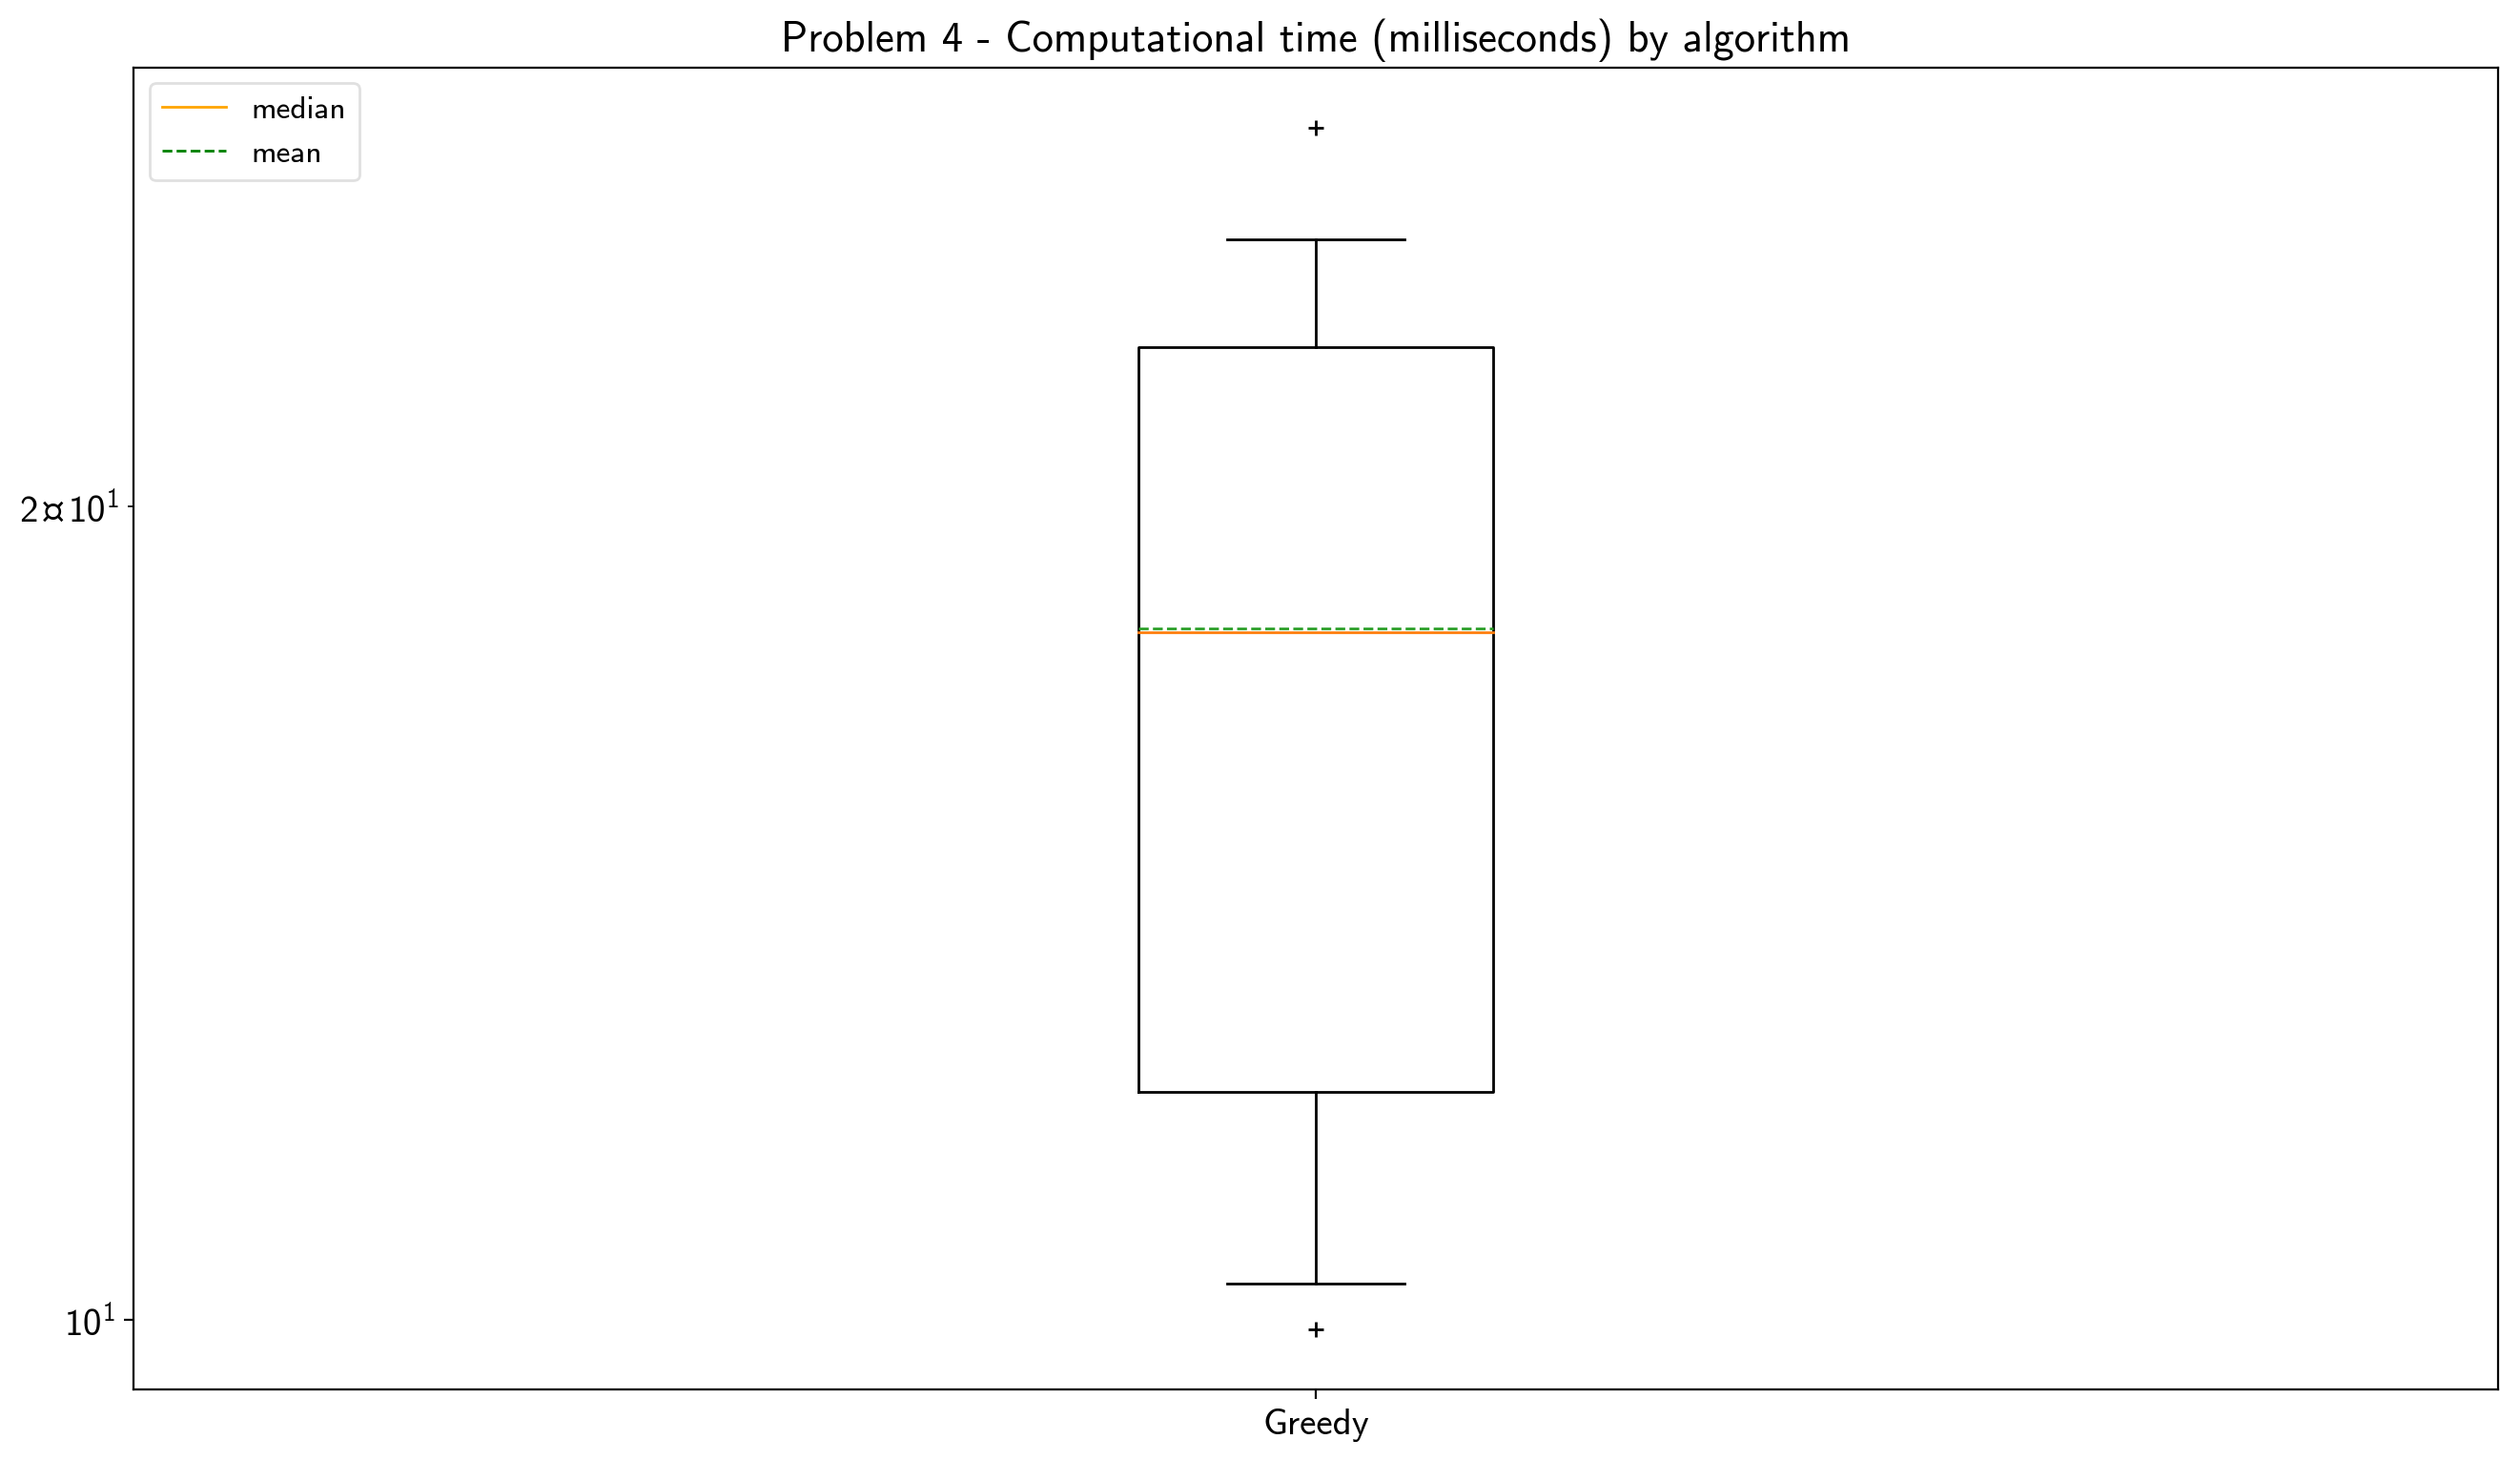 Problem 4 - Computational time (milliseconds) by algorithm
median
mean
2¤10¹
10¹
Greedy